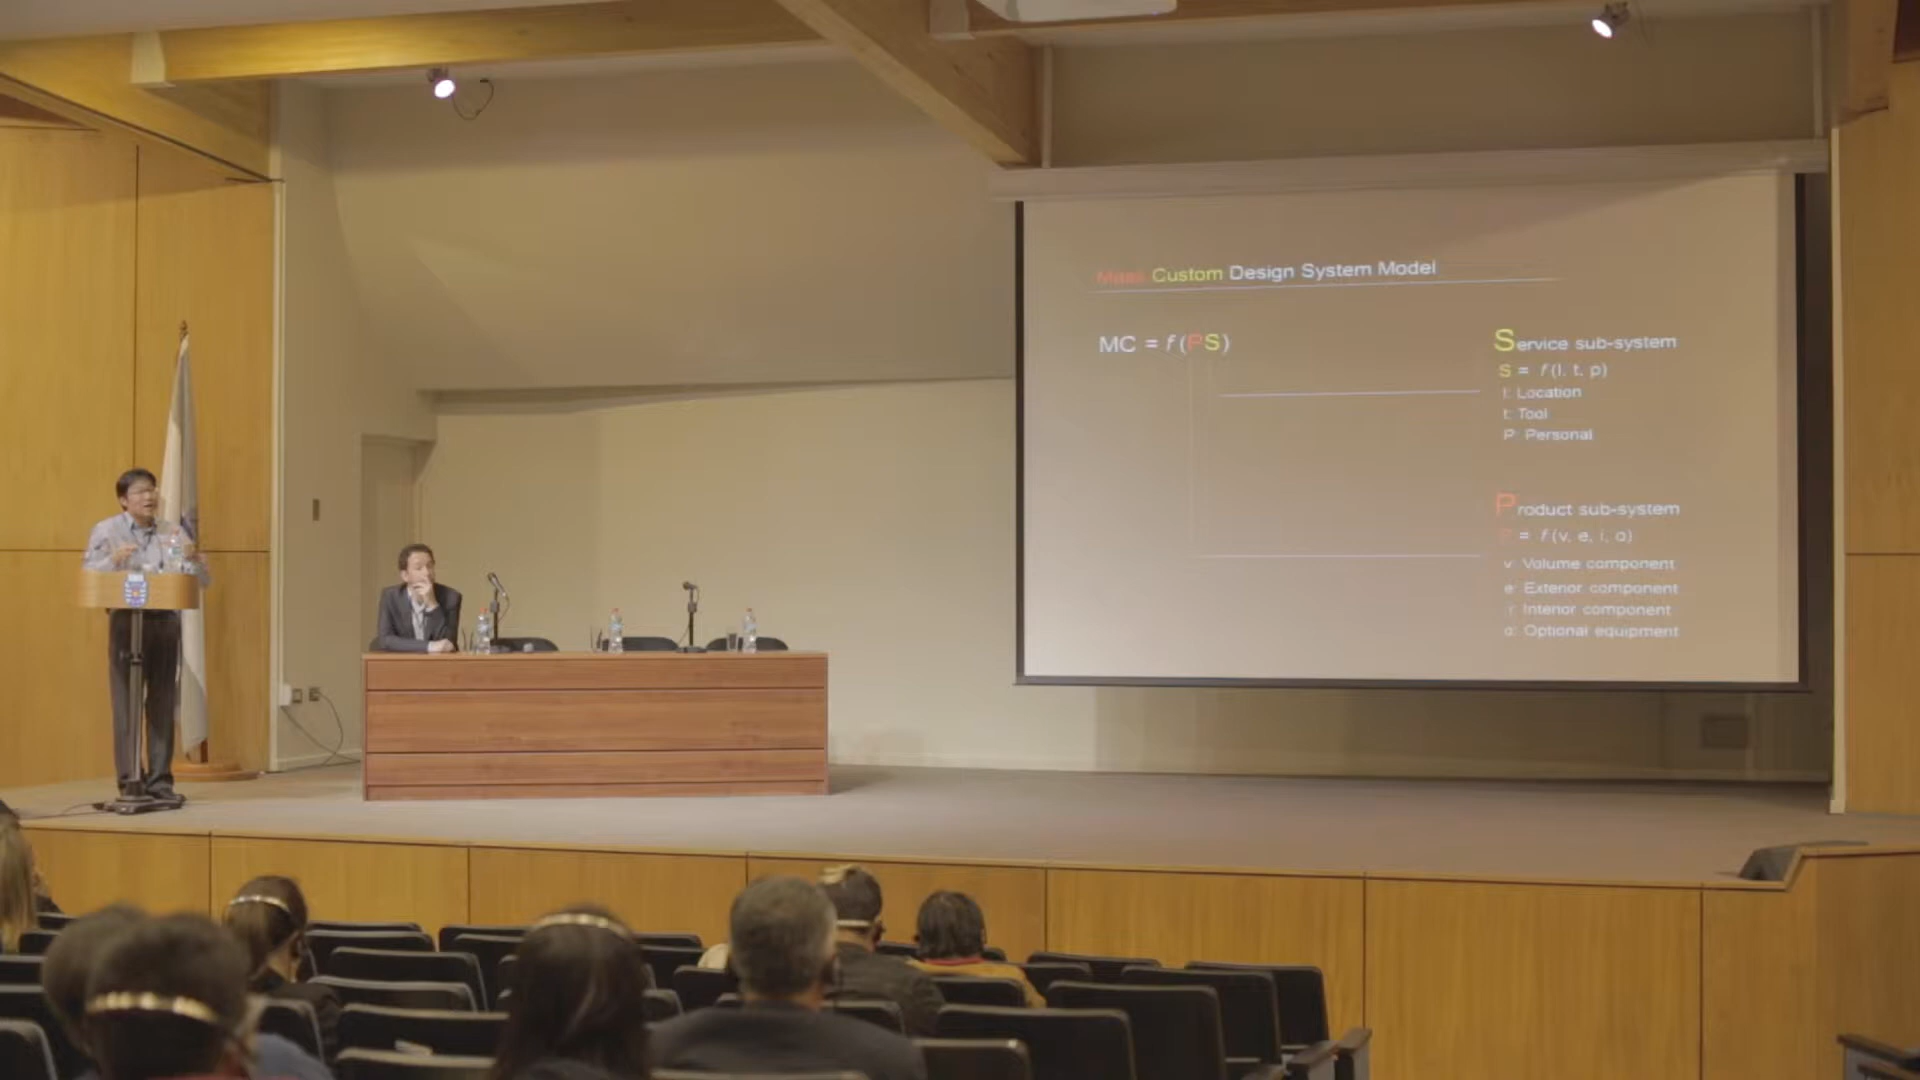 Mass Custom Design System Model
MC = f(PS)
Service sub-system
S = f(l, t, p)
l: Location
t: Tool
P: Personal
Product sub-system
P = f(v, e, i, o)
v: Volume component
e: Exterior component
i: Interior component
o: Optional equipment